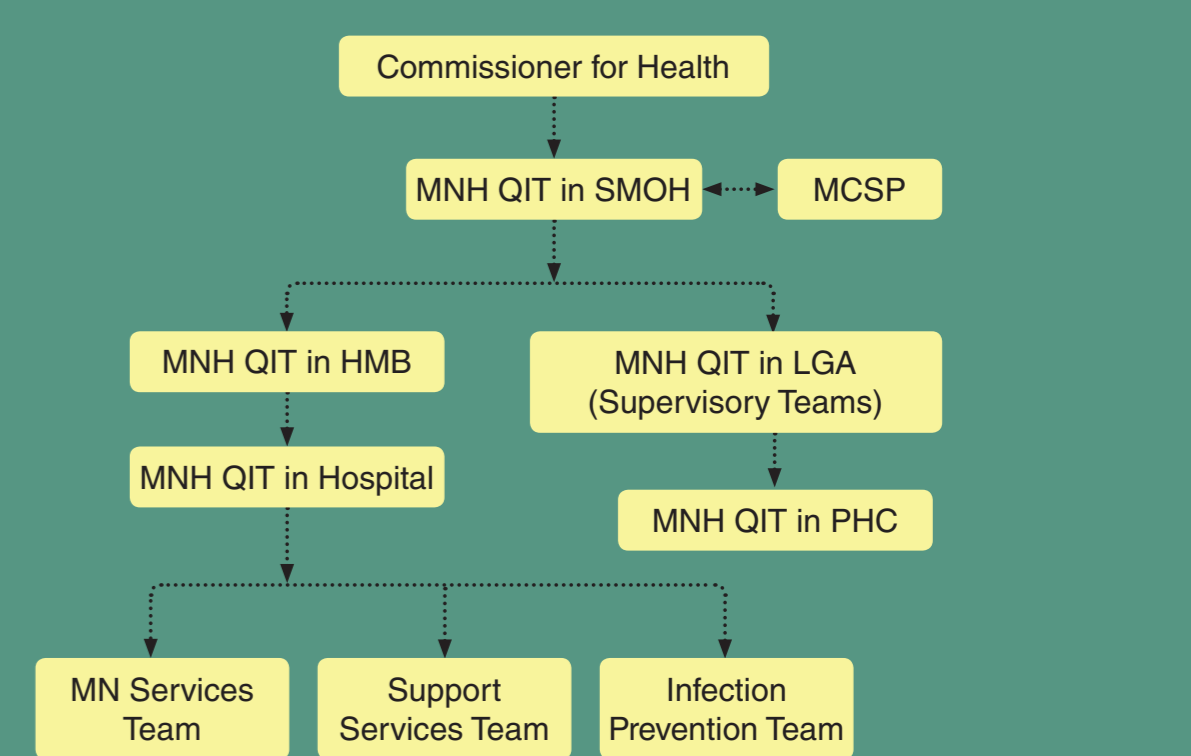 Commissioner for Health
MNH QIT in SMOH
MCSP
MNH QIT in HMB
MNH QIT in LGA
(Supervisory Teams)
MNH QIT in Hospital
MNH QIT in PHC
MN Services
Team
Support
Services Team
Infection
Prevention Team